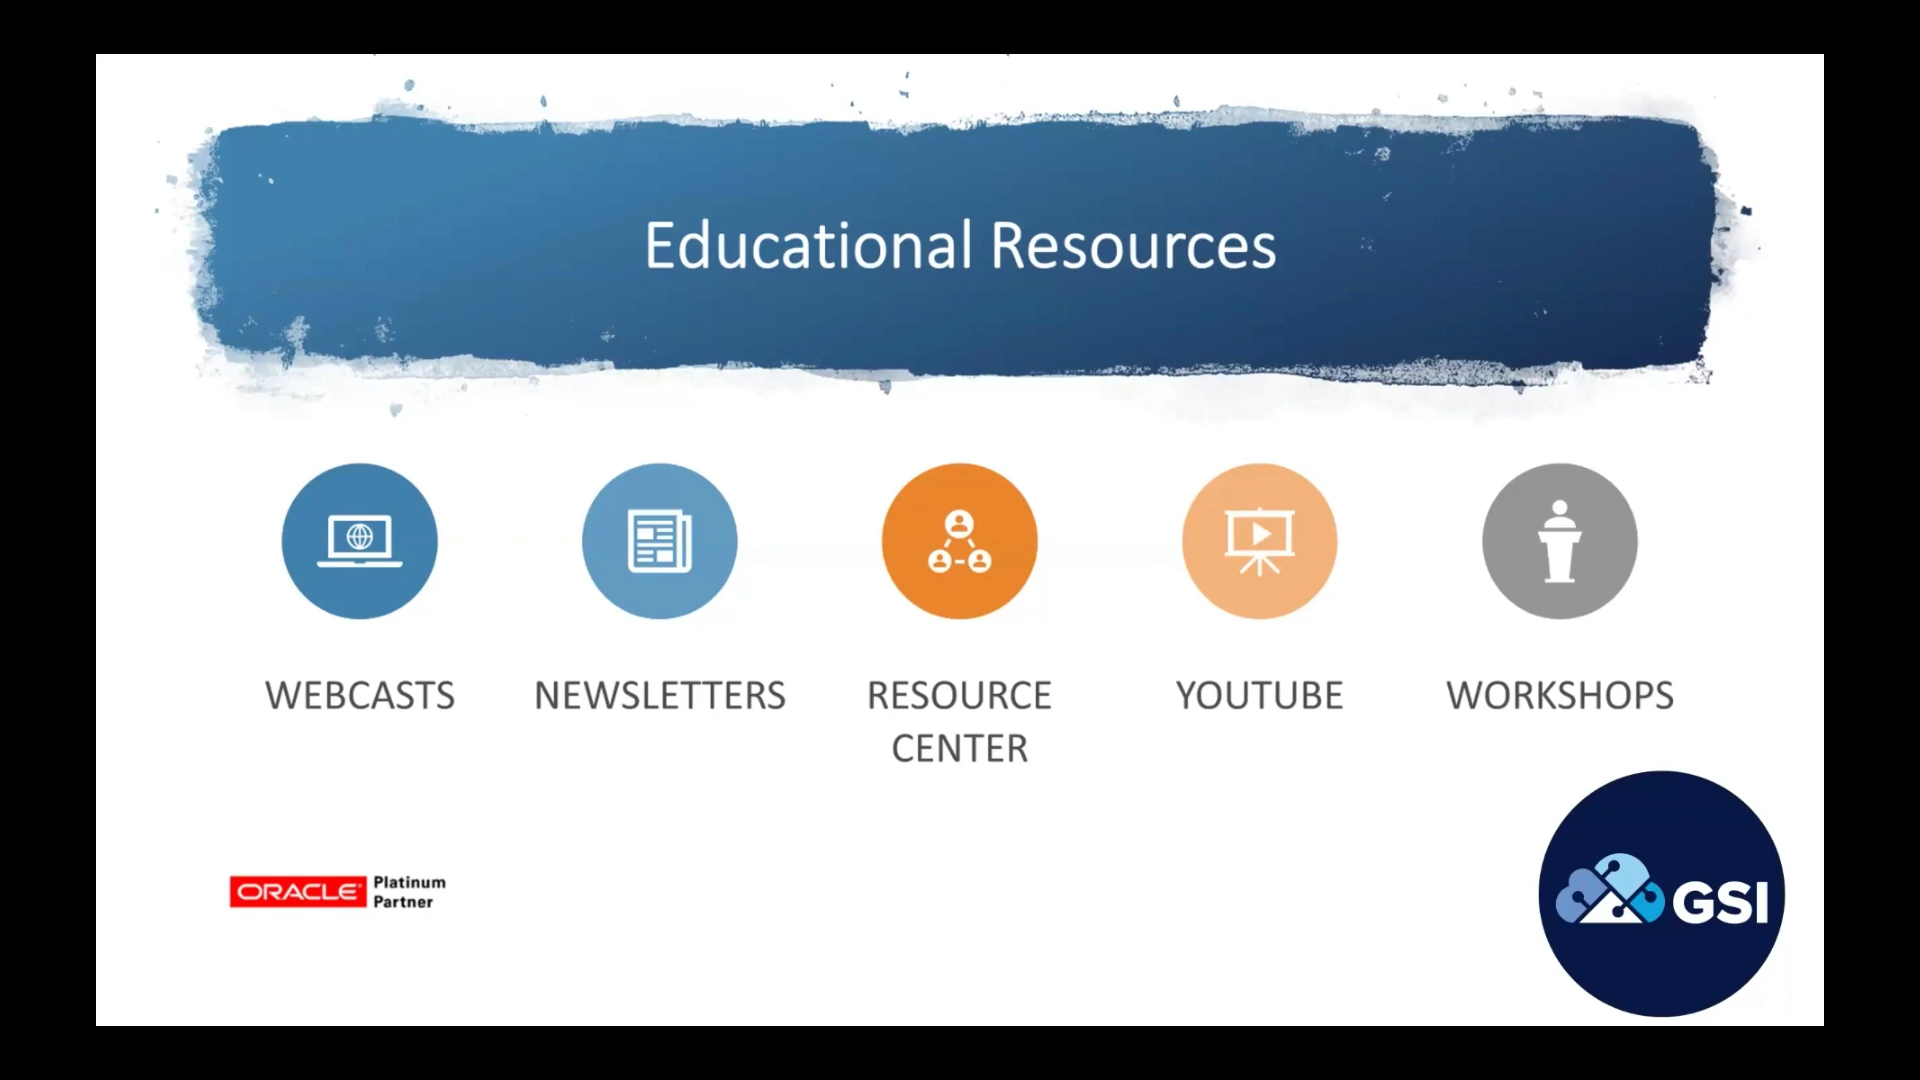 Educational Resources
WEBCASTS
NEWSLETTERS
RESOURCE
CENTER
YOUTUBE
WORKSHOPS
ORACLE Platinum
Partner
GSI